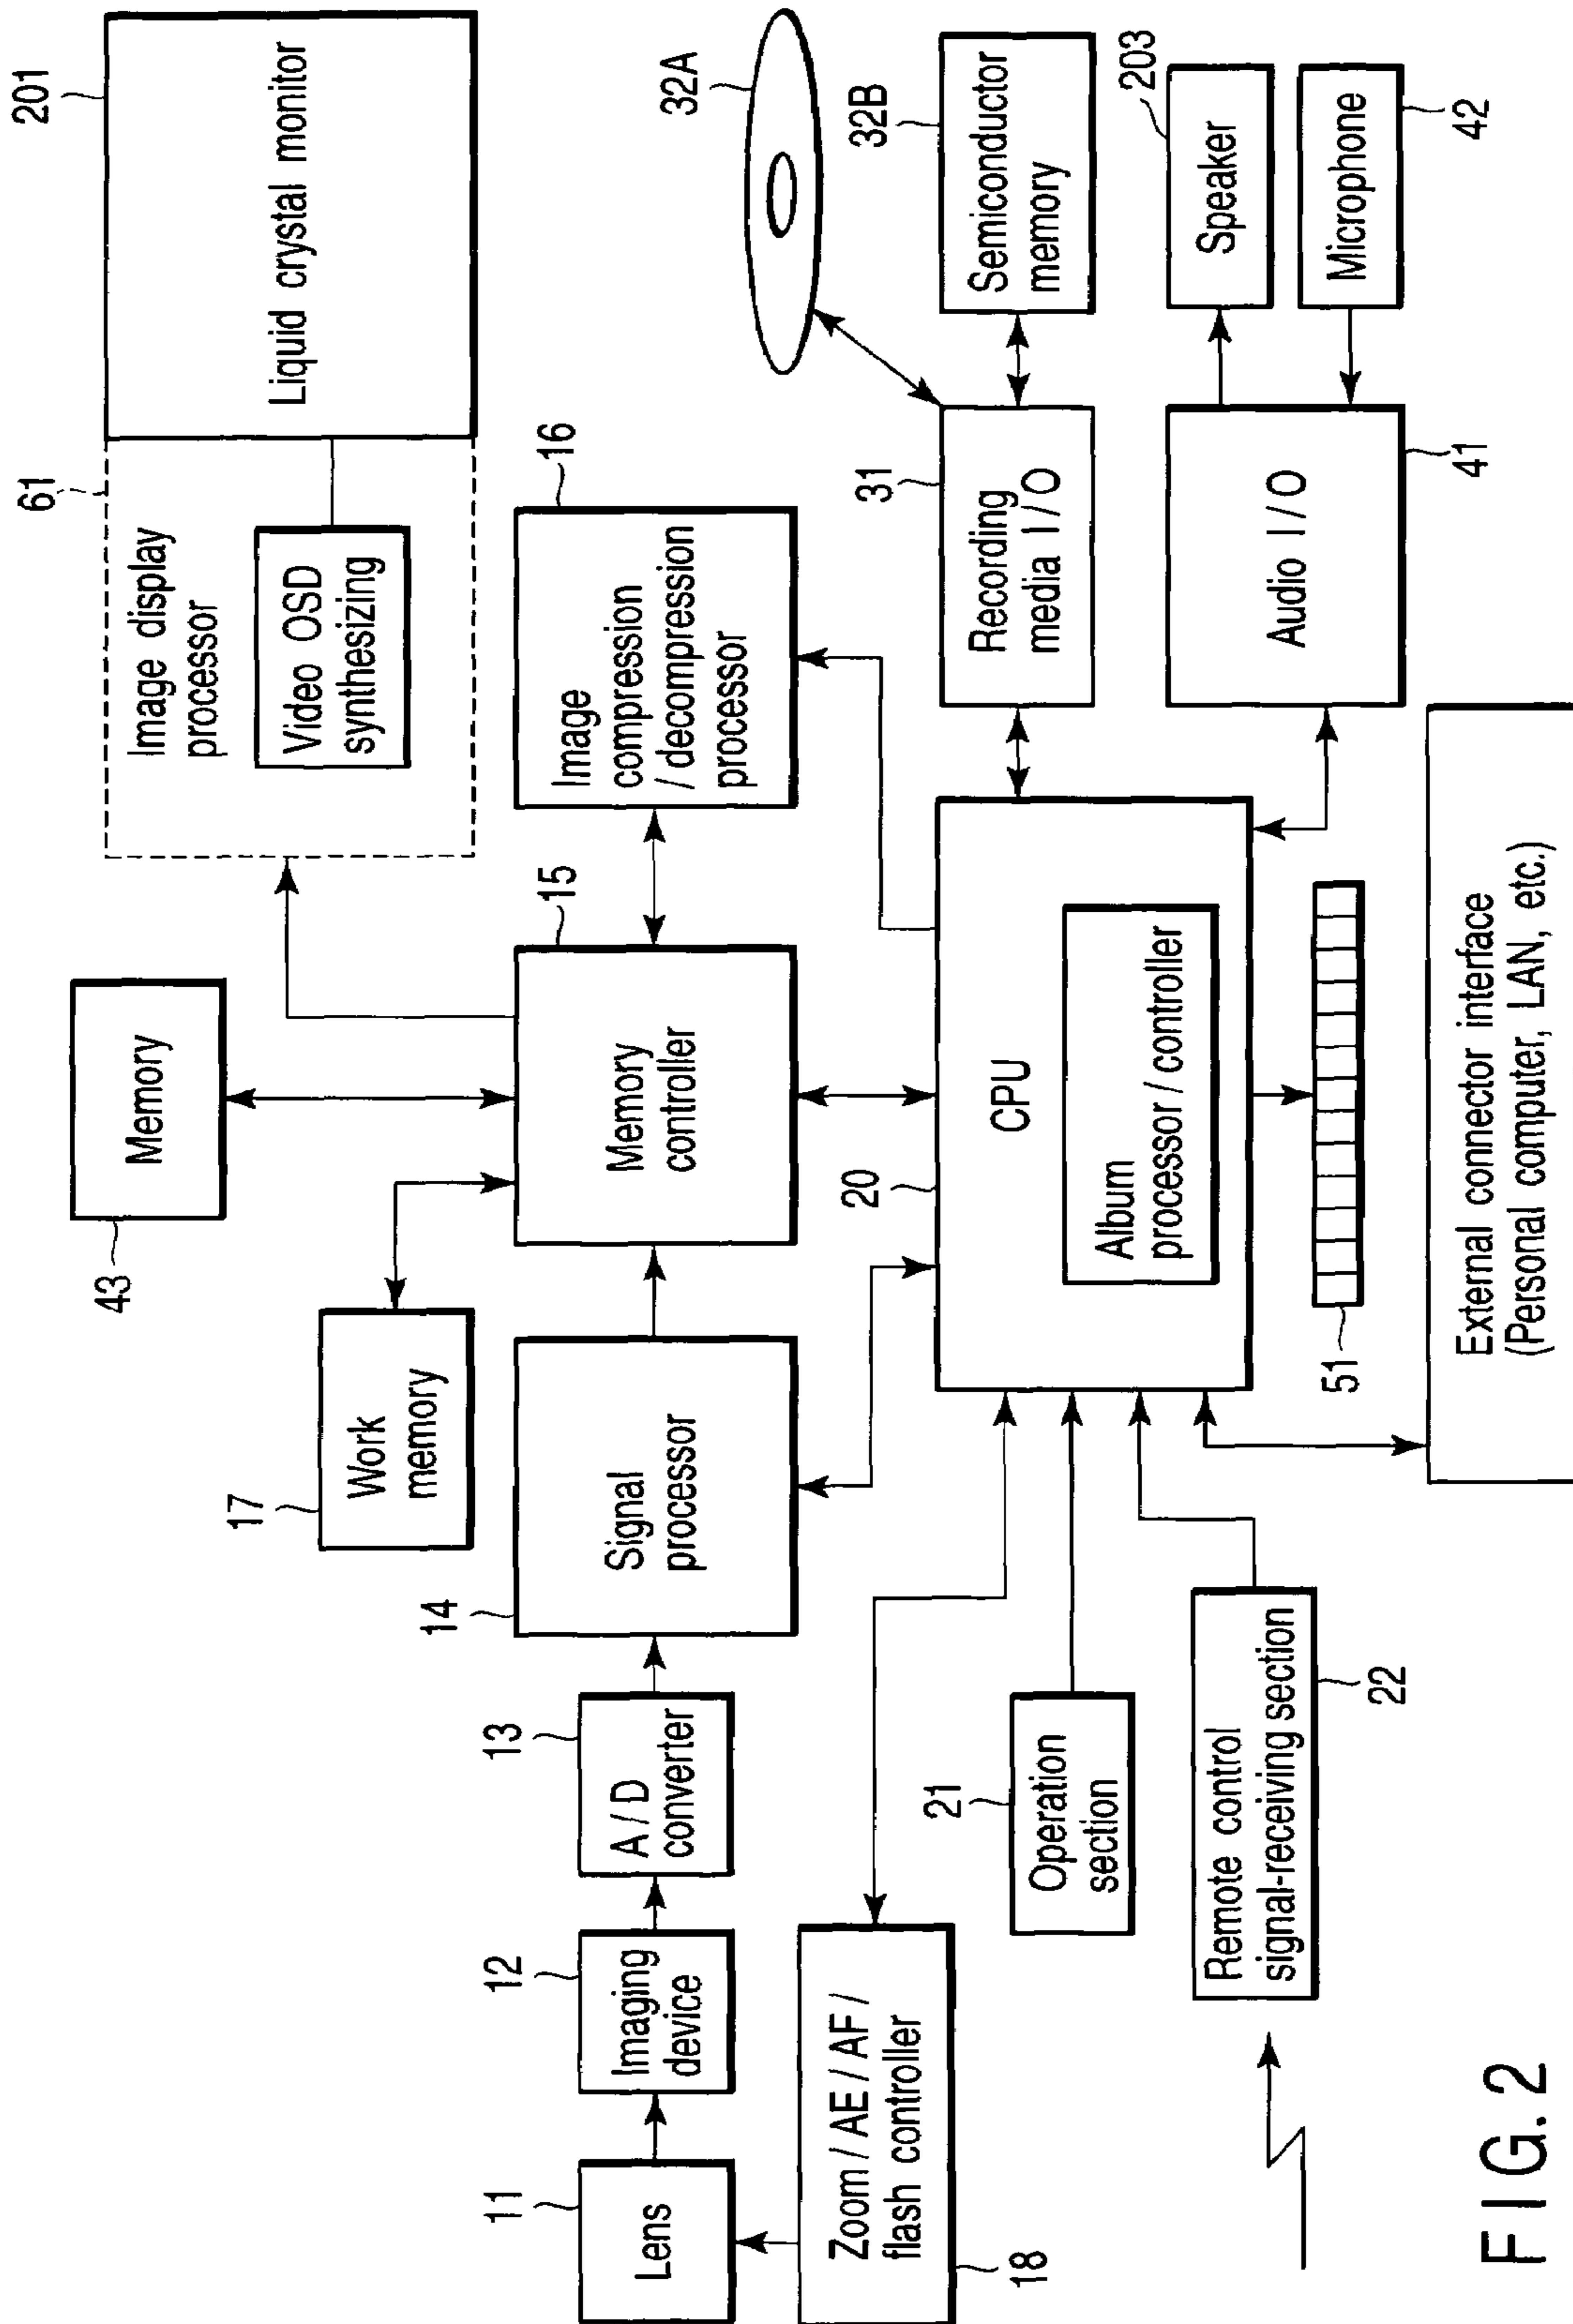 201
Liquid crystal monitor
61
Image display
processor
Video OSD
synthesizing
43
Memory
17
Work
memory
11
Lens
12
Imaging
device
13
A / D
converter
14
Signal
processor
15
Memory
controller
16
Image
compression
/ decompression
processor
18
Zoom / AE / AF /
flash controller
20
CPU
Album
processor / controller
21
Operation
section
22
Remote control
signal-receiving section
31
Recording
media I / O
32A
32B
Semiconductor
memory
203
Speaker
Microphone
42
Audio I / O
41
51
External connector interface
(Personal computer, LAN, etc.)
FIG. 2